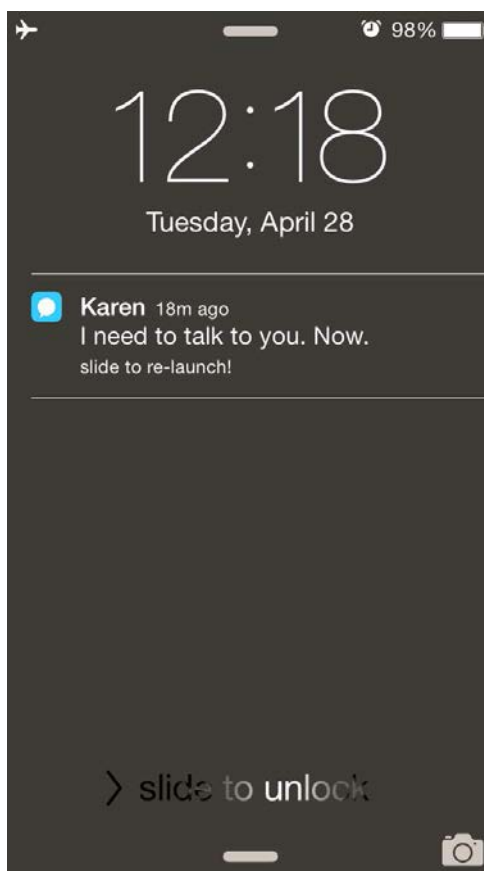 98%
12:18
Tuesday, April 28
Karen 18m ago
I need to talk to you. Now.
slide to re-launch!
> slide to unlock